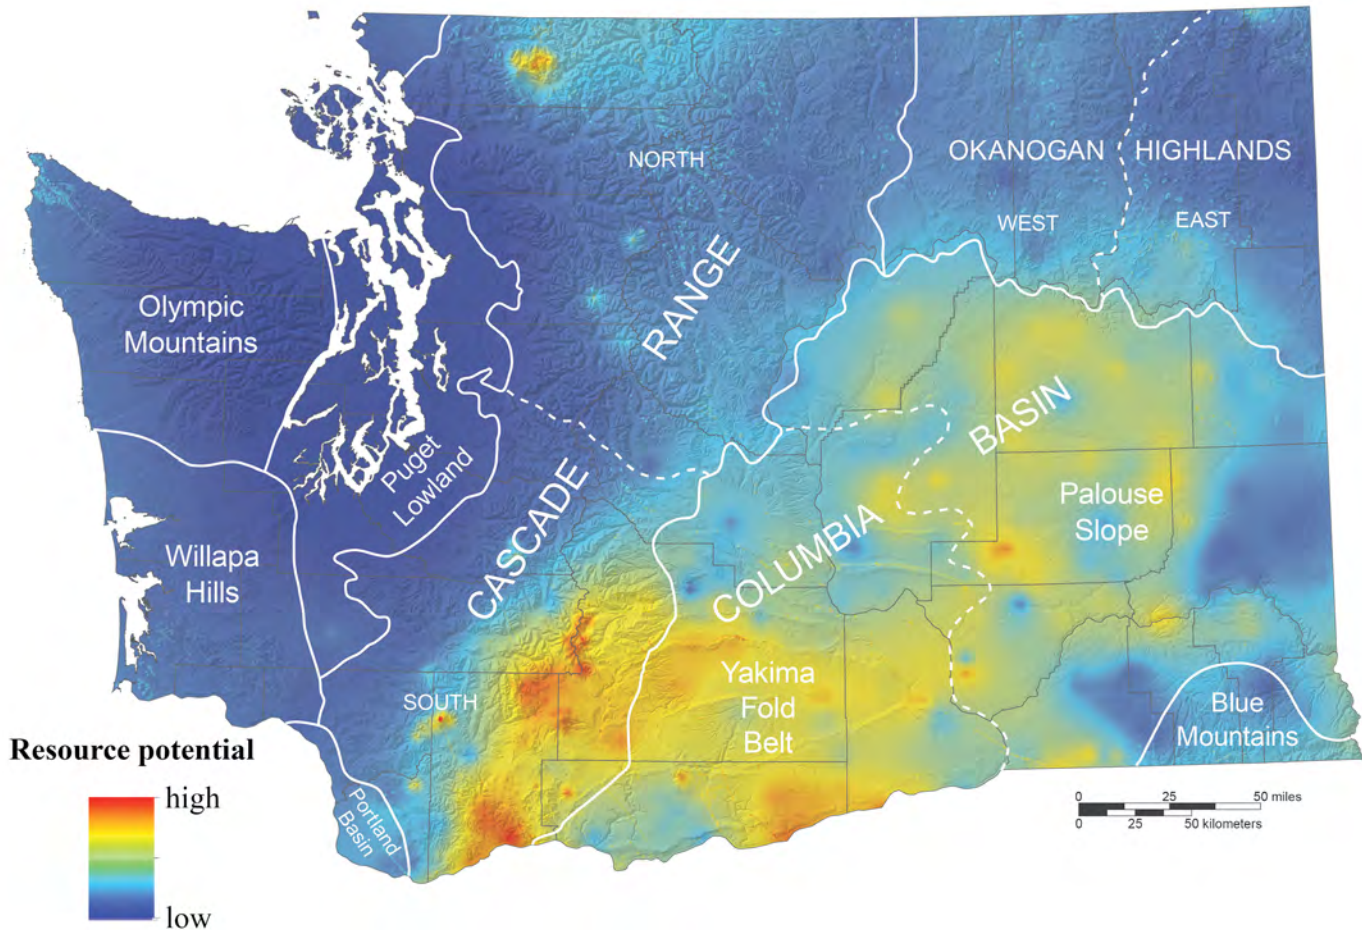 NORTH
OKANOGAN HIGHLANDS
WEST
EAST
RANGE
Olympic
Mountains
Puget
Lowland
CASCADE
BASIN
COLUMBIA
Palouse
Slope
Willapa
Hills
SOUTH
Yakima
Fold
Belt
Blue
Mountains
Portland
Basin
Resource potential
high
low
0 25 50 miles
0 25 50 kilometers